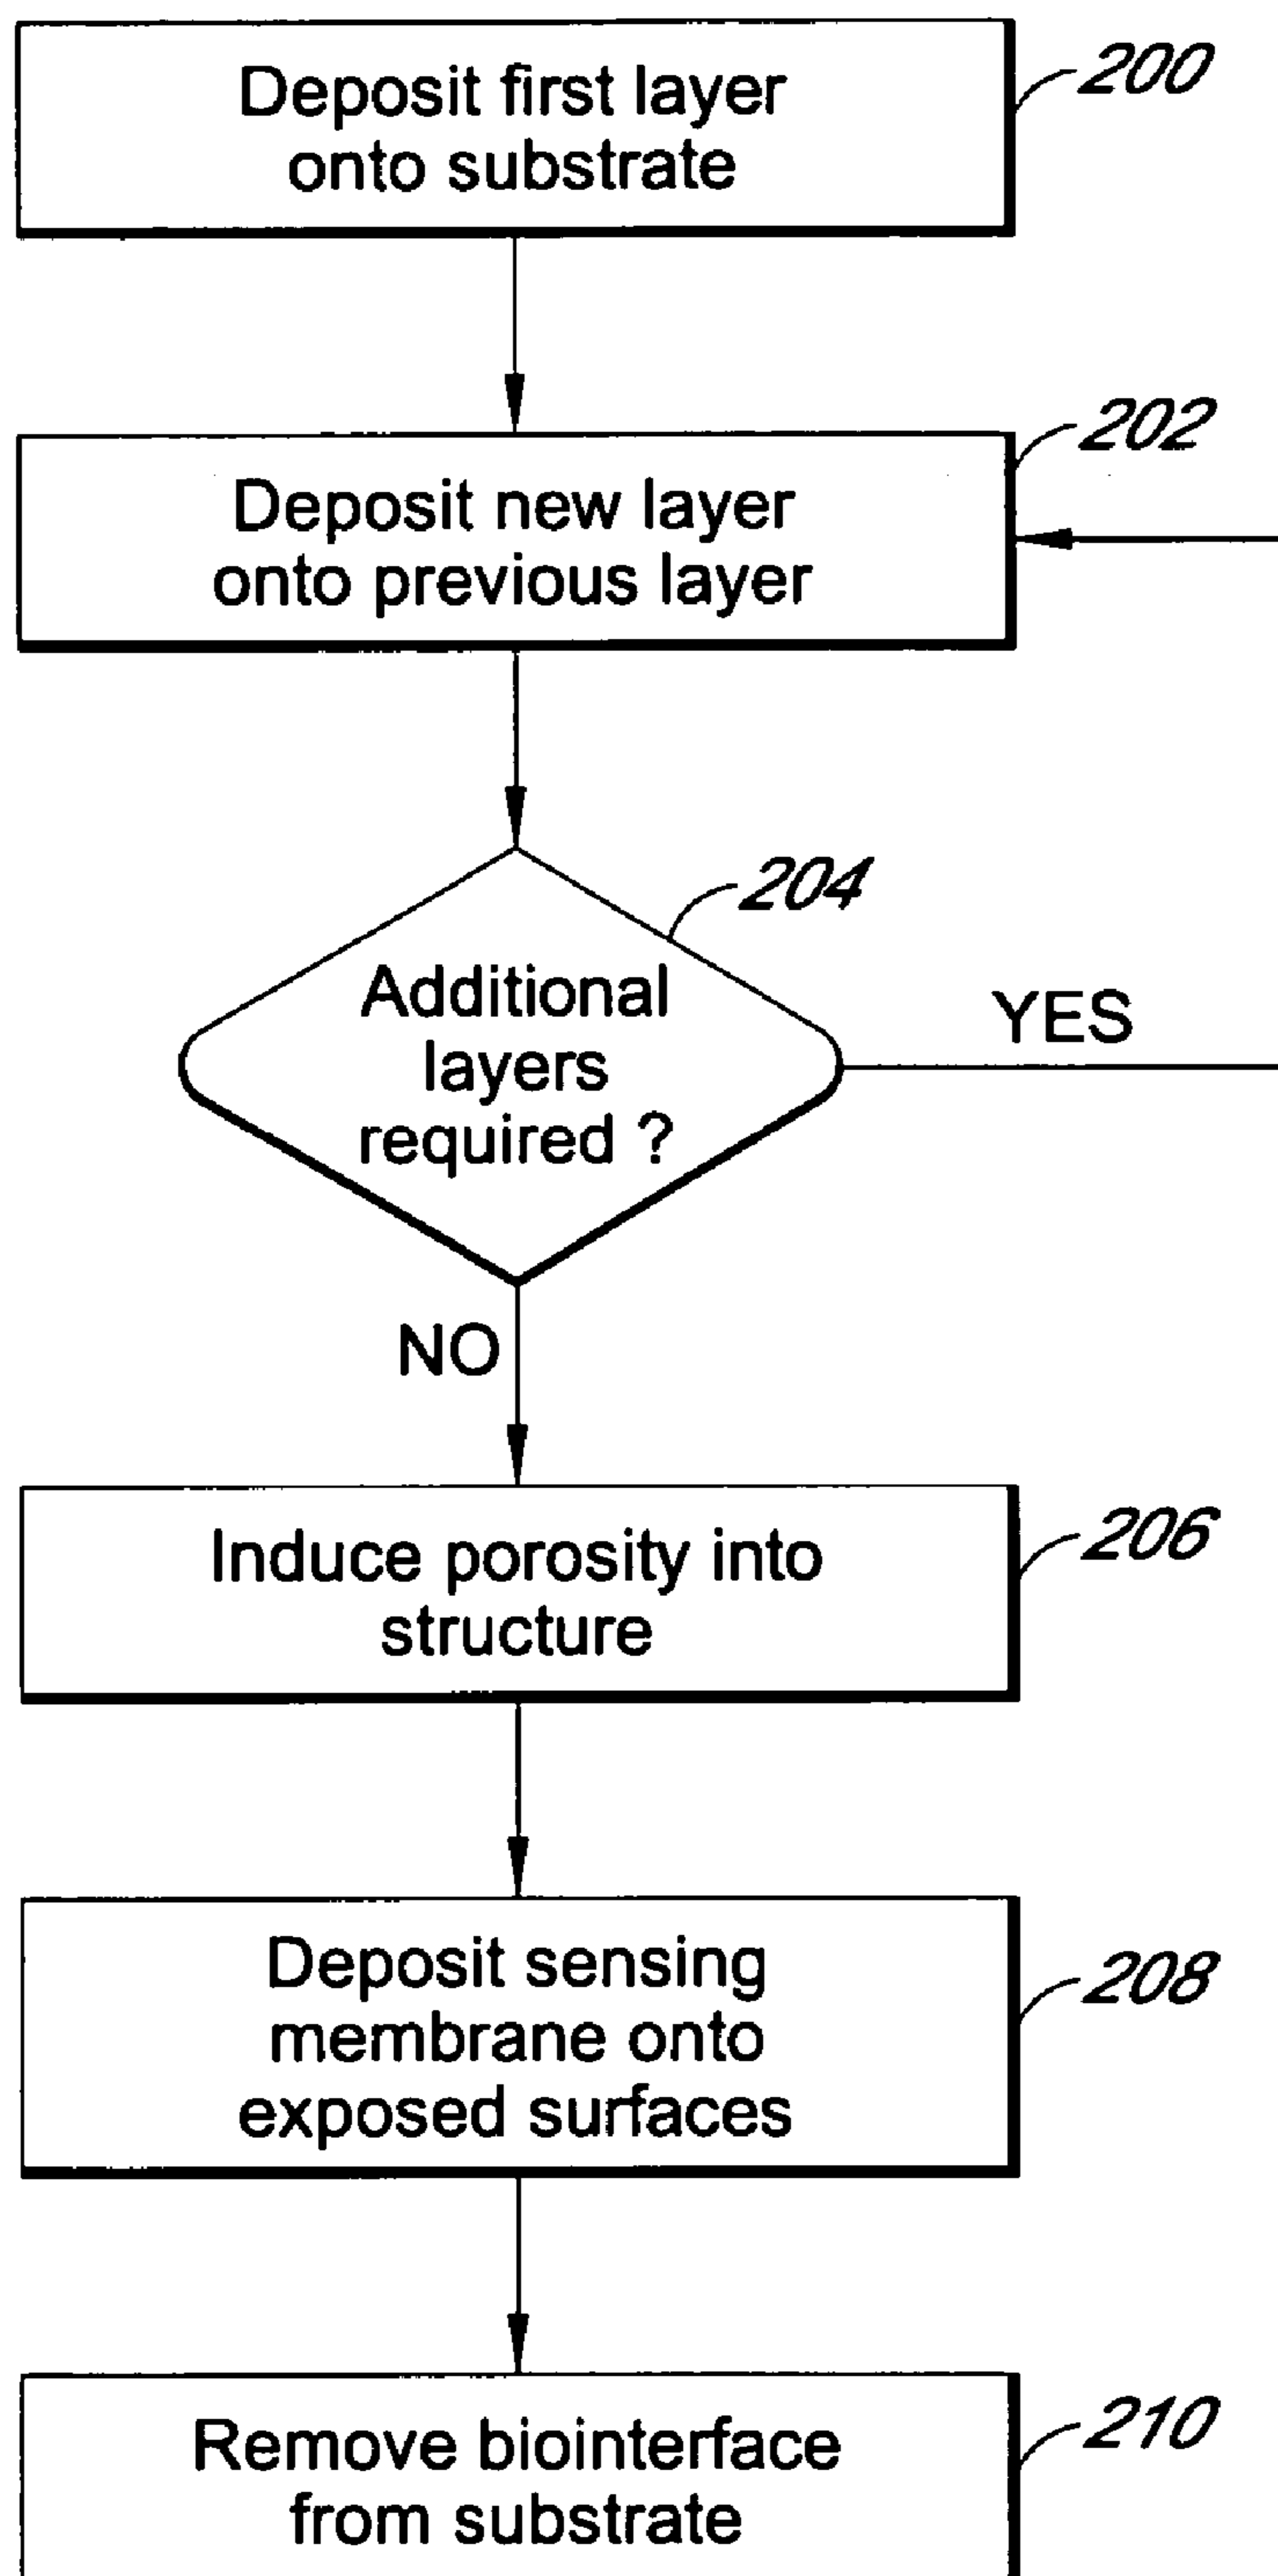 Deposit first layer
onto substrate
200
Deposit new layer
onto previous layer
202
Additional
layers
required ?
204
YES
NO
Induce porosity into
structure
206
Deposit sensing
membrane onto
exposed surfaces
208
Remove biointerface
from substrate
210